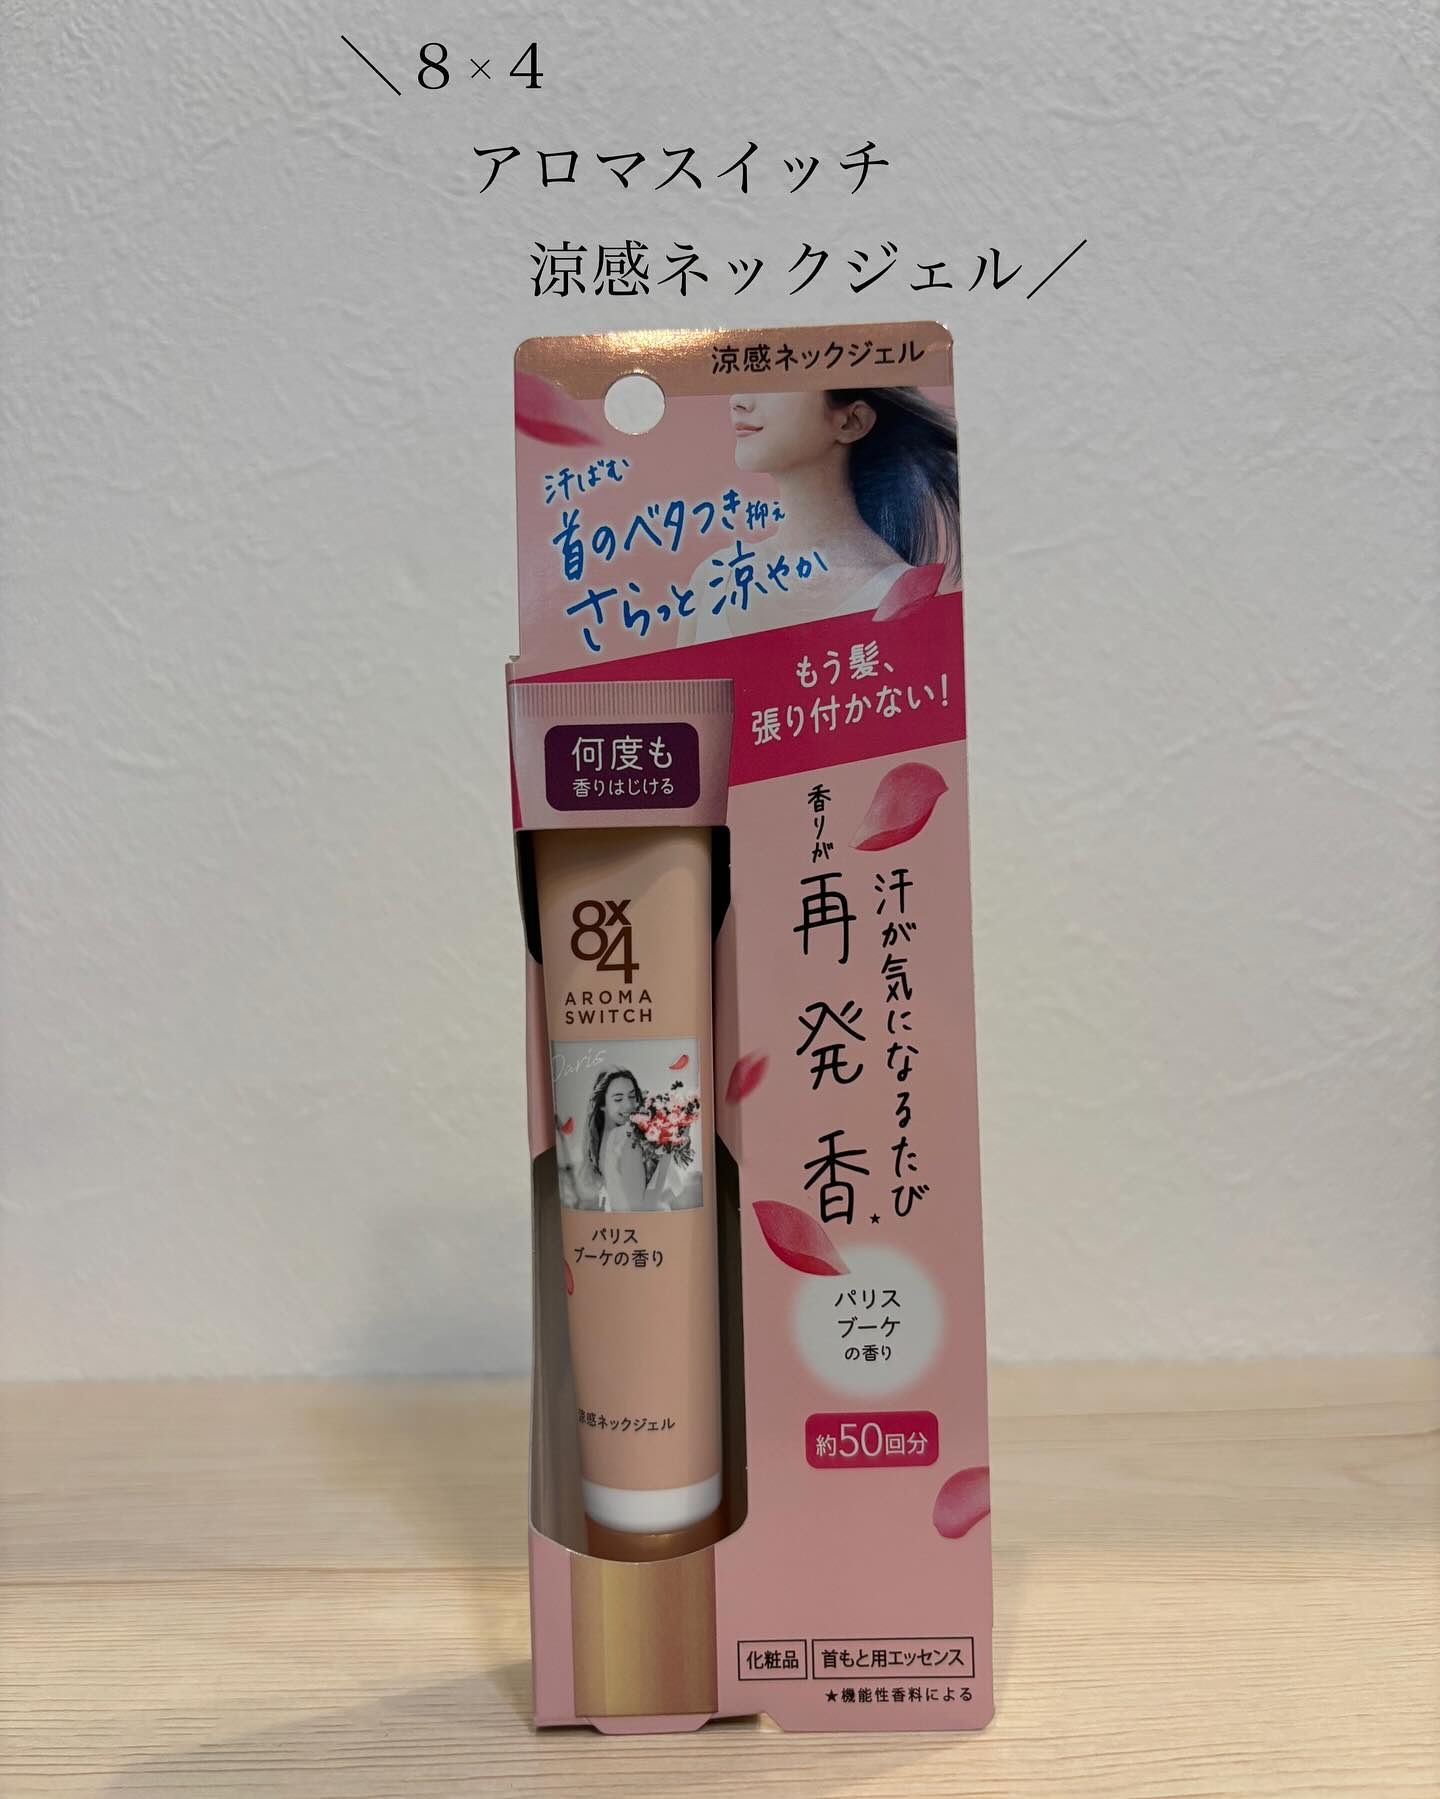 ＼８×４
アロマスイッチ
涼感ネックジェル／
涼感ネックジェル
汗ばむ
首のベタつき抑え
さらっと涼やか
もう髪、
張り付かない!
何度も
香りはじける
汗が気になるたび
香りが
再発香★
8x4
AROMA
SWITCH
Paris
パリス
ブーケの香り
涼感ネックジェル
パリス
ブーケ
の香り
約50回分
化粧品 首もと用エッセンス
★機能性香料による